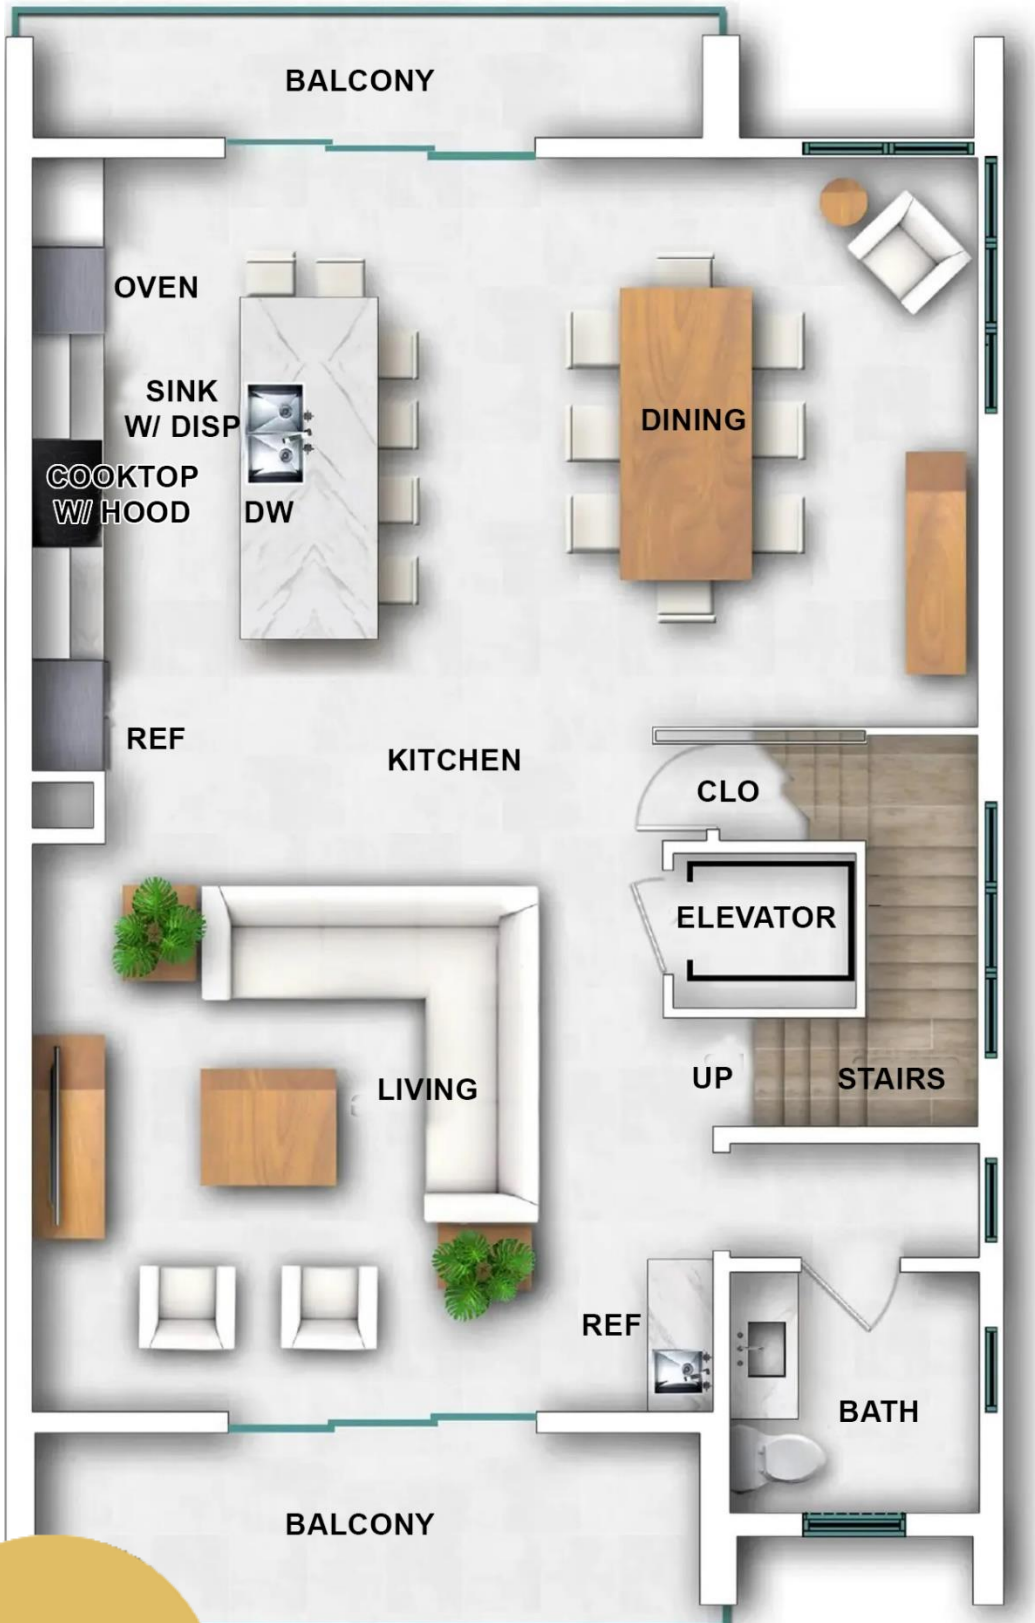 BALCONY
OVEN
SINK
W/ DISP
DINING
COOKTOP
W/ HOOD
DW
REF
KITCHEN
CLO
ELEVATOR
UP
STAIRS
LIVING
REF
BATH
BALCONY